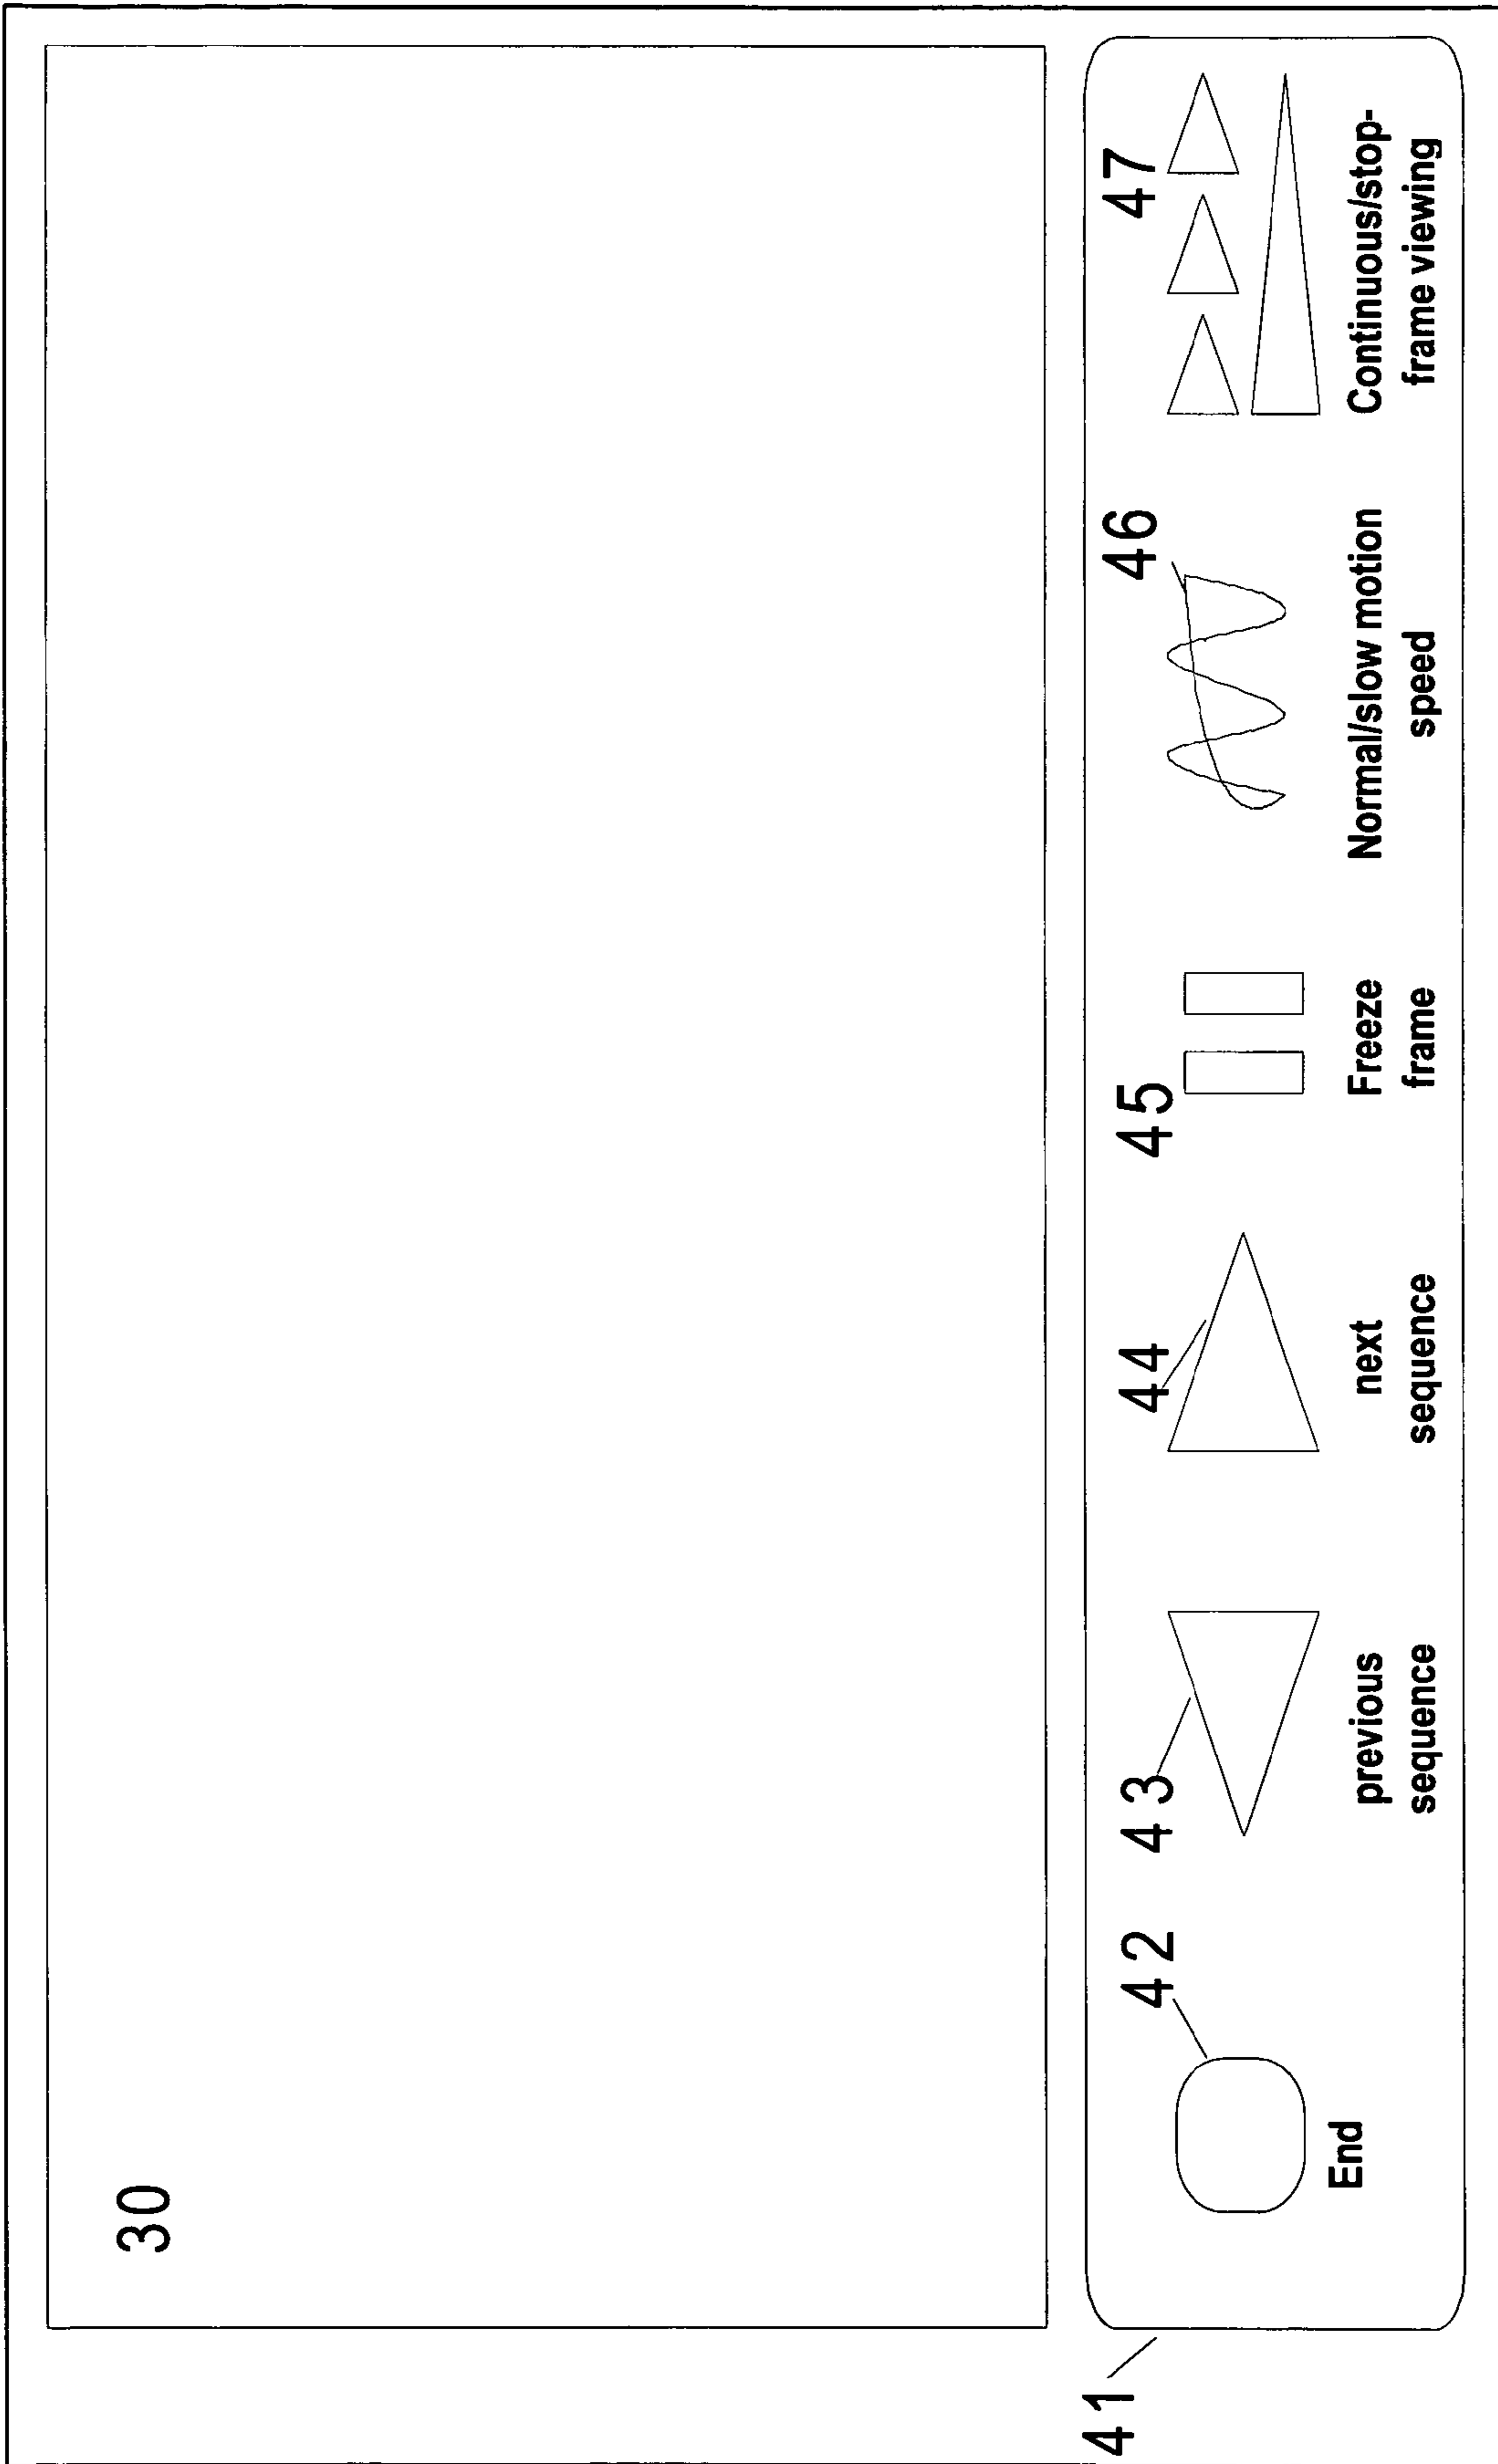 30
41
42
43
44
45
46
47
End
previous
sequence
next
sequence
Freeze
frame
Normal/slow motion
speed
Continuous/stop-
frame viewing